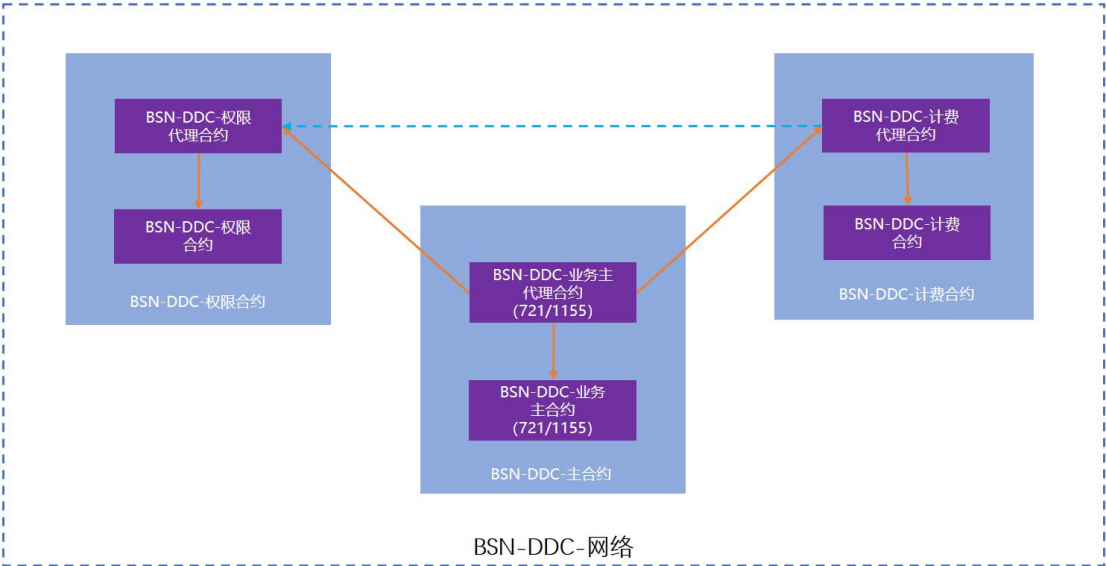 BSN-DDC-权限
代理合约
BSN-DDC-权限
合约
BSN-DDC-权限合约
BSN-DDC-业务主
代理合约
(721/1155)
BSN-DDC-业务
主合约
(721/1155)
BSN-DDC-主合约
BSN-DDC-计费
代理合约
BSN-DDC-计费
合约
BSN-DDC-计费合约
BSN-DDC-网络